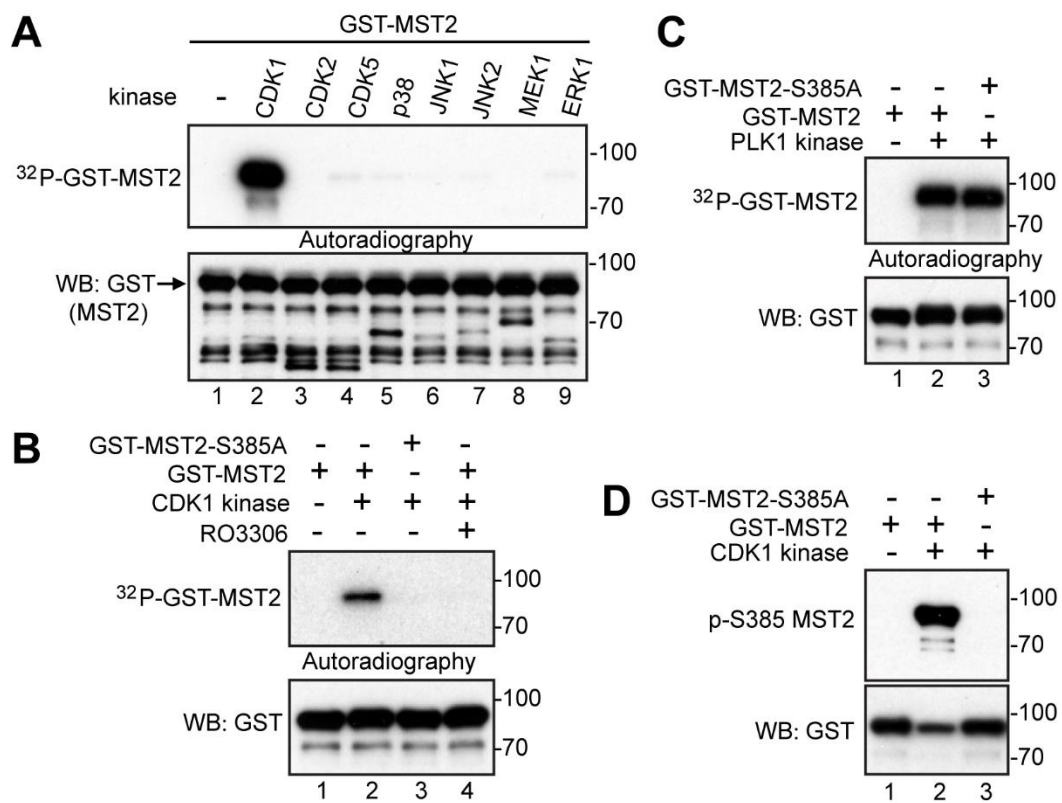 A
GST-MST2
kinase - CDK1 CDK2 CDK5 p38 JNK1 JNK2 MEK1 ERK1
-100
32P-GST-MST2
-70
Autoradiography
-100
WB: GST
(MST2)
-70
1 2 3 4 5 6 7 8 9
B
GST-MST2-S385A - - + -
GST-MST2 + + - +
CDK1 kinase - + + +
RO3306 - - - +
-100
32P-GST-MST2
-70
Autoradiography
-100
WB: GST
-70
1 2 3 4
C
GST-MST2-S385A - - +
GST-MST2 + + -
PLK1 kinase - + +
-100
32P-GST-MST2
-70
Autoradiography
-100
WB: GST
-70
1 2 3
D
GST-MST2-S385A - - +
GST-MST2 + + -
CDK1 kinase - + +
-100
p-S385 MST2
-70
-100
WB: GST
-70
1 2 3